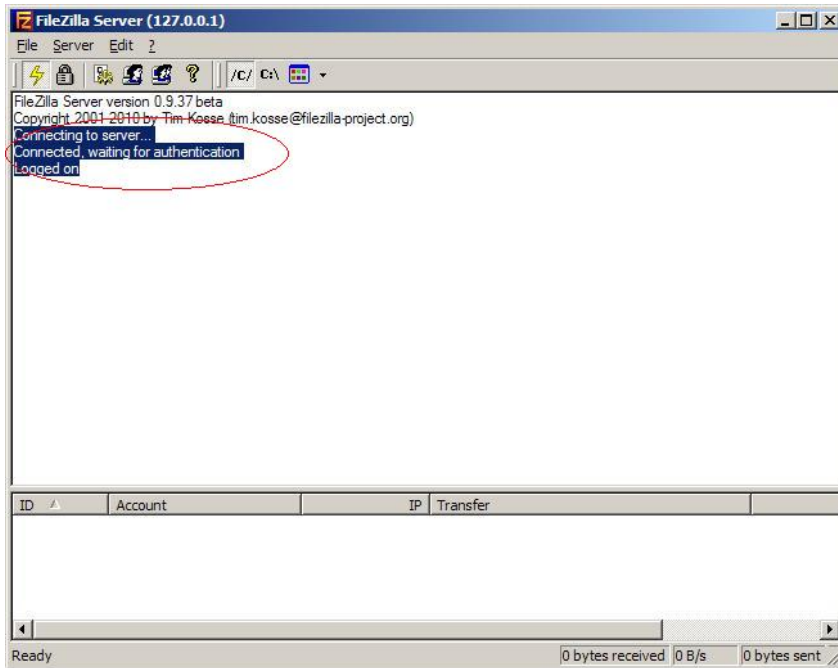 FileZilla Server (127.0.0.1)
File Server Edit ?
/C/ C:\
FileZilla Server version 0.9.37 beta
Copyright 2001-2010 by Tim Kosse (tim.kosse@filezilla-project.org)
Connecting to server...
Connected, waiting for authentication
Logged on
ID Account IP Transfer
Ready 0 bytes received 0 B/s 0 bytes sent